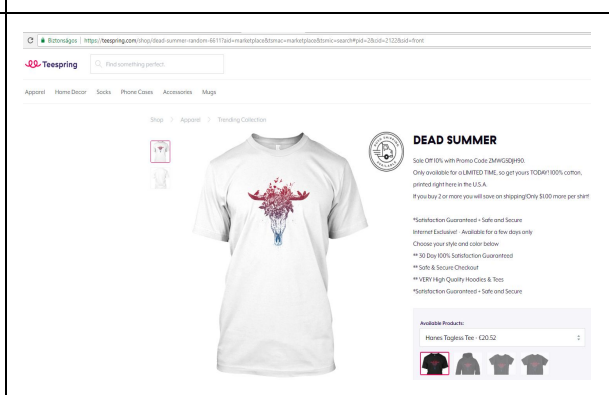 Biztonságos | https://teespring.com/shop/dead-summer-random-6611?aid=marketplace&tsmac=marketplace&tsmic=search#pid=2&cid=2122&sid=front
Teespring
Find something perfect
Apparel Home Decor Socks Phone Cases Accessories Mugs
Shop / Apparel / Trending Collection
DEAD SUMMER
Sale Off 10% with Promo Code
Only available for a LIMITED TIME, so get yours TODAY! 100% cotton,
printed right here in the U.S.A.
If you buy 2 or more you will save on shipping!Only $1.00 more per shirt!
*Satisfaction Guaranteed + Safe and Secure
Internet Exclusive! - Available for a few days only
Choose your style and color below
** 30 Day 100% Satisfaction Guaranteed
** Safe & Secure Checkout
** VERY High Quality Hoodies & Tees
*Satisfaction Guaranteed + Safe and Secure
Available Products:
Hanes Tagless Tee - €20.52